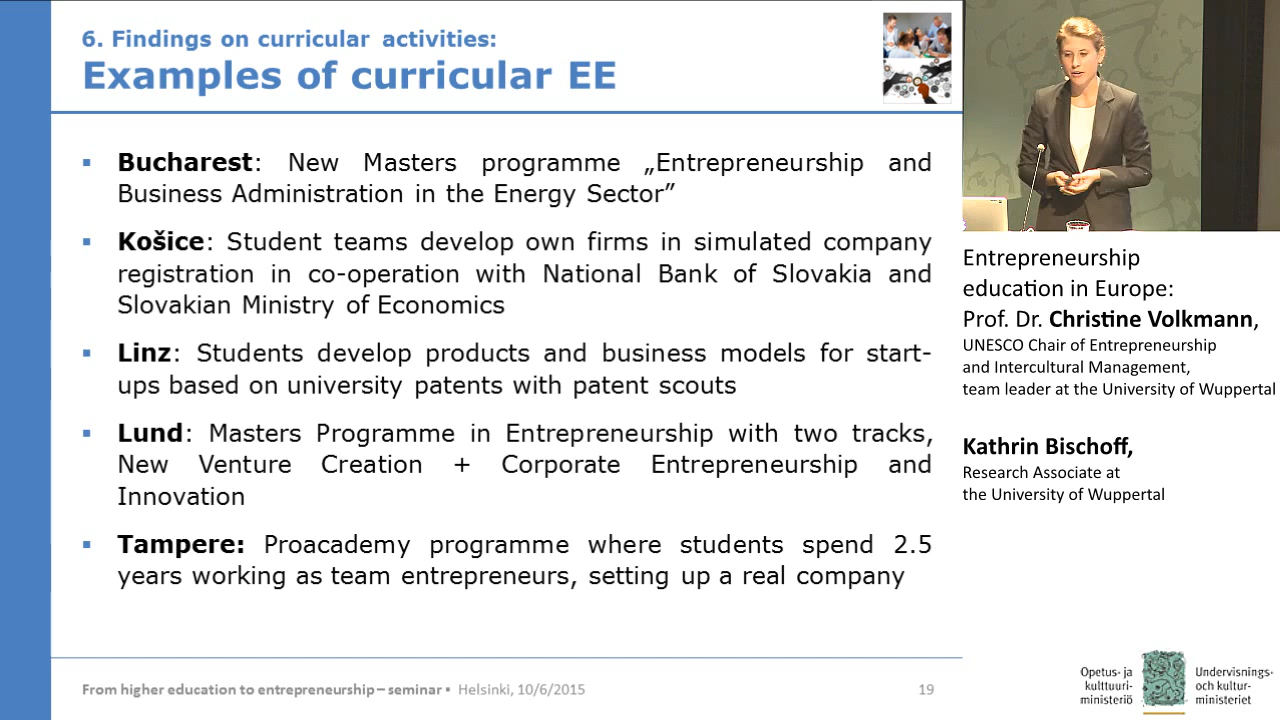 6. Findings on curricular activities:
Examples of curricular EE
▪ Bucharest: New Masters programme „Entrepreneurship and
Business Administration in the Energy Sector”
▪ Košice: Student teams develop own firms in simulated company
registration in co-operation with National Bank of Slovakia and
Slovakian Ministry of Economics
▪ Linz: Students develop products and business models for start-
ups based on university patents with patent scouts
▪ Lund: Masters Programme in Entrepreneurship with two tracks,
New Venture Creation + Corporate Entrepreneurship and
Innovation
▪ Tampere: Proacademy programme where students spend 2.5
years working as team entrepreneurs, setting up a real company
From higher education to entrepreneurship – seminar ▪ Helsinki, 10/6/2015
19
Entrepreneurship
education in Europe:
Prof. Dr. Christine Volkmann,
UNESCO Chair of Entrepreneurship
and Intercultural Management,
team leader at the University of Wuppertal
Kathrin Bischoff,
Research Associate at
the University of Wuppertal
Opetus- ja
kulttuuri-
ministeriö
Undervisnings-
och kultur-
ministeriet